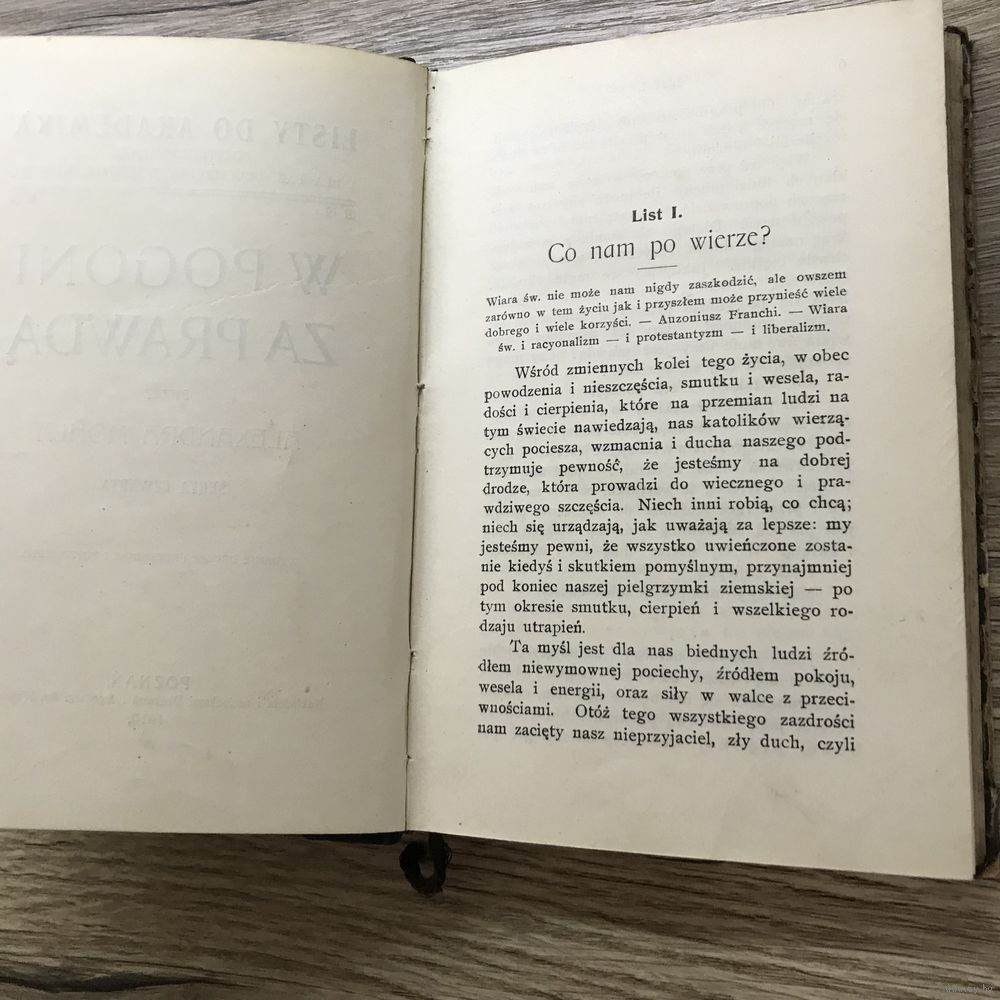 LISTY DO AKADEMIKA
W POGONI
ZA PRAWDĄ
POZNAŃ
List I.
Co nam po wierze?
Wiara św. nie może nam nigdy zaszkodzić, ale owszem
zarówno w tem życiu jak i przyszłem może przynieść wiele
dobrego i wiele korzyści. — Auzoniusz Franchi. — Wiara
św. i racyonalizm — i protestantyzm — i liberalizm.
Wśród zmiennych kolei tego życia, w obec
powodzenia i nieszczęścia, smutku i wesela, ra-
dości i cierpienia, które na przemian ludzi na
tym świecie nawiedzają, nas katolików wierzą-
cych pociesza, wzmacnia i ducha naszego pod-
trzymuje pewność, że jesteśmy na dobrej
drodze, która prowadzi do wiecznego i pra-
wdziwego szczęścia. Niech inni robią, co chcą;
niech się urządzają, jak uważają za lepsze: my
jesteśmy pewni, że wszystko uwieńczone zosta-
nie kiedyś i skutkiem pomyślnym, przynajmniej
pod koniec naszej pielgrzymki ziemskiej — po
tym okresie smutku, cierpień i wszelkiego ro-
dzaju utrapień.
Ta myśl jest dla nas biednych ludzi źró-
dłem niewymownej pociechy, źródłem pokoju,
wesela i energii, oraz siły w walce z przeci-
wnościami. Otóż tego wszystkiego zazdrości
nam zacięty nasz nieprzyjaciel, zły duch, czyli